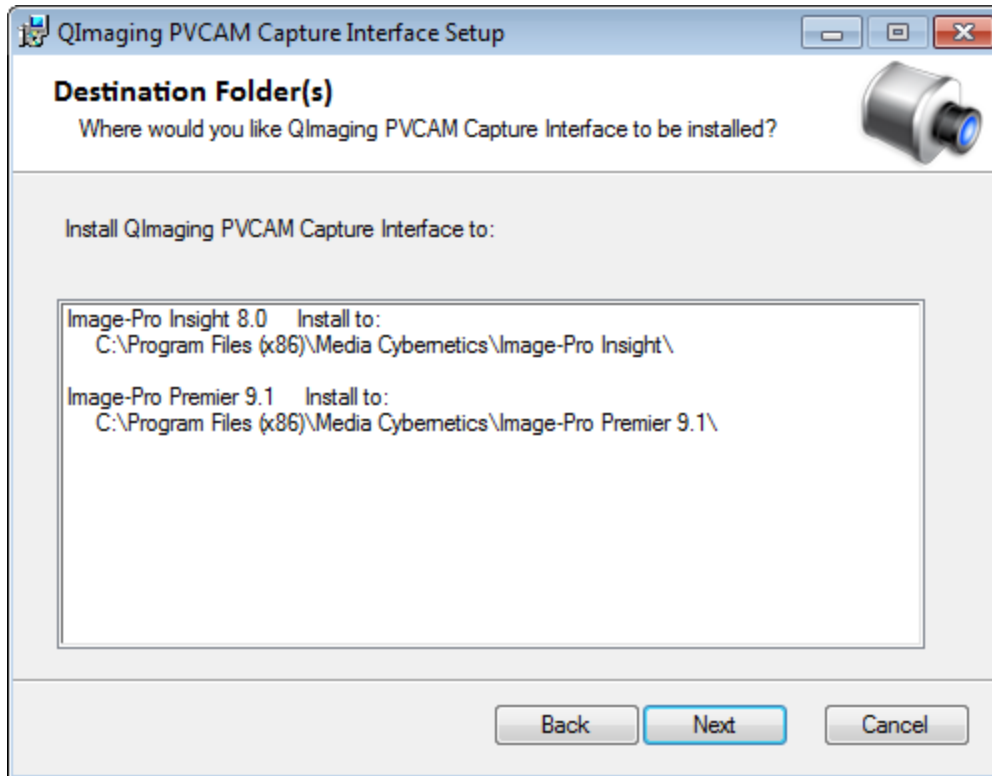 QImaging PVCAM Capture Interface Setup
Destination Folder(s)
Where would you like QImaging PVCAM Capture Interface to be installed?
Install QImaging PVCAM Capture Interface to:
Image-Pro Insight 8.0 Install to:
C:\Program Files (x86)\Media Cybernetics\Image-Pro Insight\
Image-Pro Premier 9.1 Install to:
C:\Program Files (x86)\Media Cybernetics\Image-Pro Premier 9.1\
Back Next Cancel